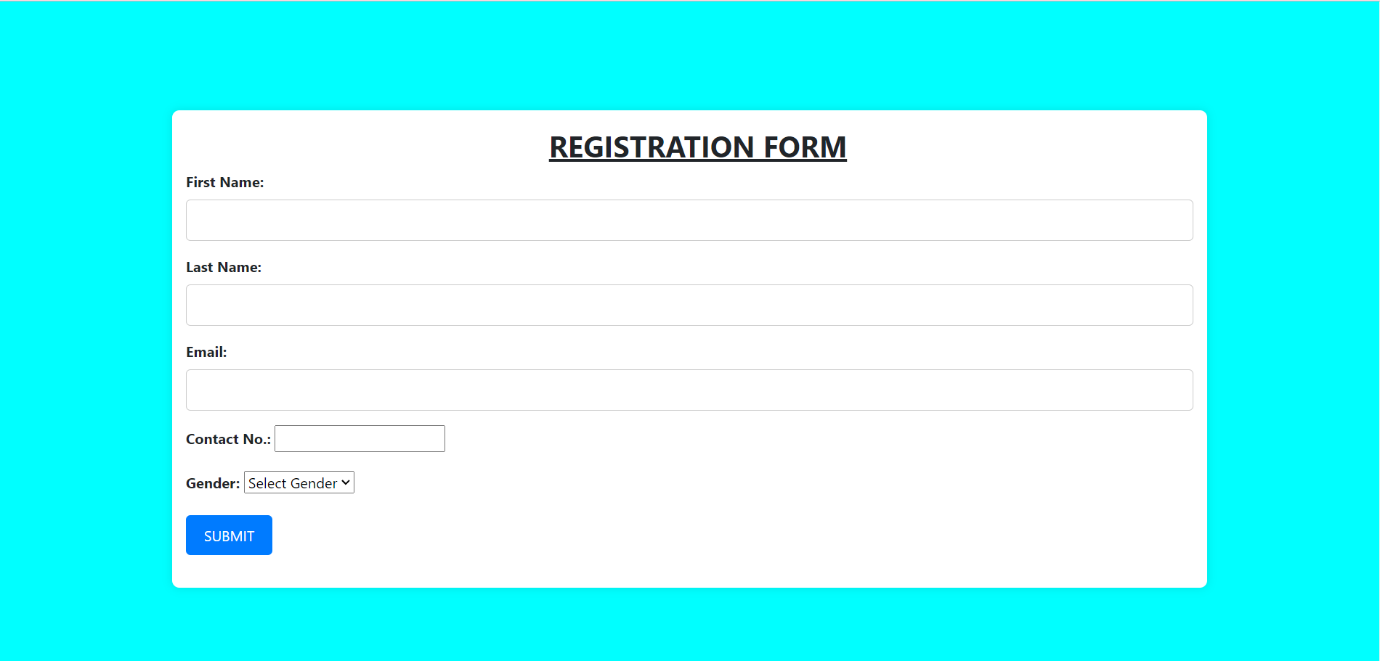 REGISTRATION FORM
First Name:
Last Name:
Email:
Contact No.:
Gender: Select Gender
SUBMIT